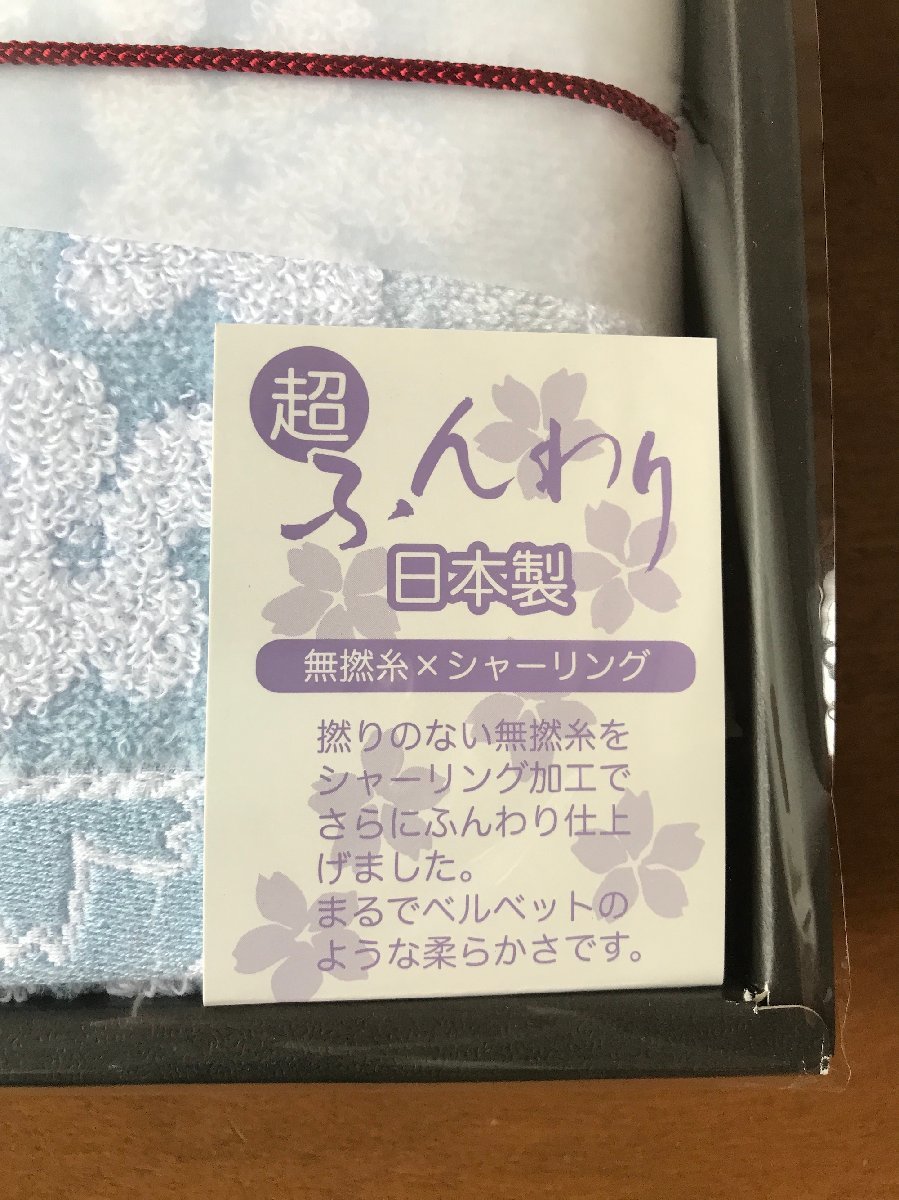 超
ふんわり
日本製
無撚糸×シャーリング
撚りのない無撚糸を
シャーリング加工で
さらにふんわり仕上
げました。
まるでベルベットの
ような柔らかさです。